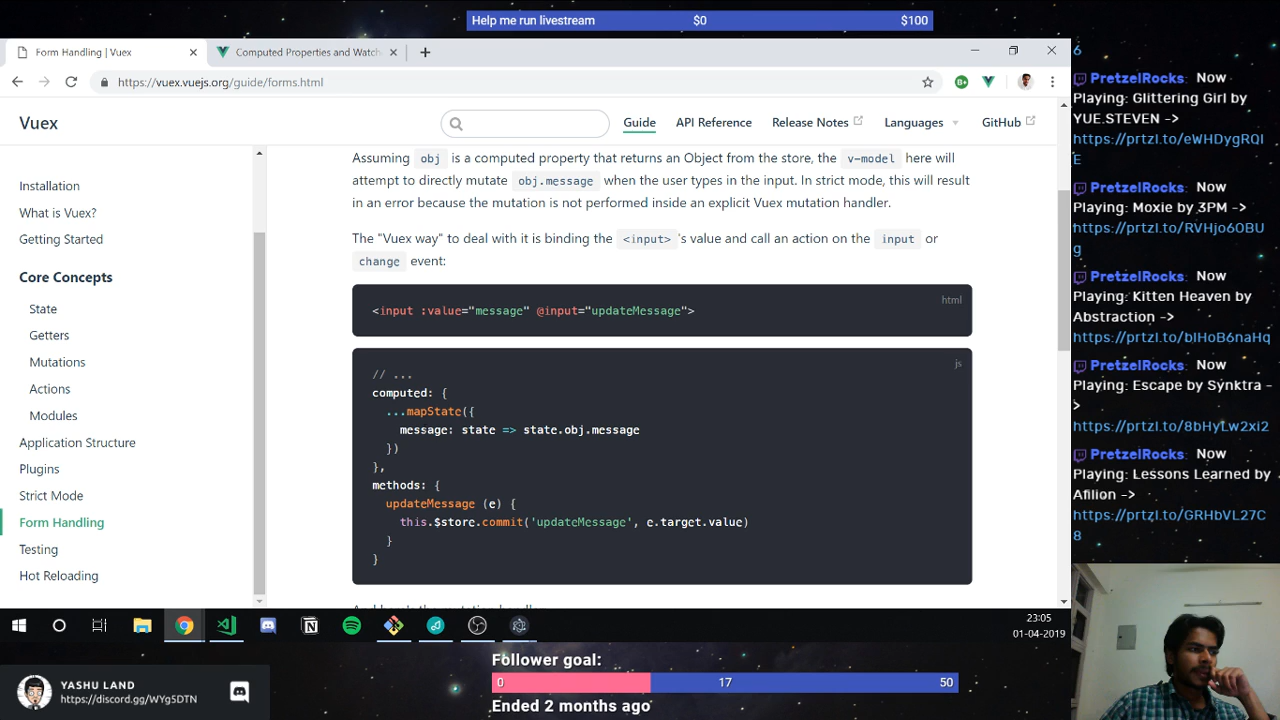 Help me run livestream $0 $100
Form Handling | Vuex
Computed Properties and Watch
https://vuex.vuejs.org/guide/forms.html
Vuex
Guide
API Reference
Release Notes
Languages
GitHub
Installation
What is Vuex?
Getting Started
Core Concepts
State
Getters
Mutations
Actions
Modules
Application Structure
Plugins
Strict Mode
Form Handling
Testing
Hot Reloading
Assuming obj is a computed property that returns an Object from the store, the v-model here will
attempt to directly mutate obj.message when the user types in the input. In strict mode, this will result
in an error because the mutation is not performed inside an explicit Vuex mutation handler.
The "Vuex way" to deal with it is binding the <input> 's value and call an action on the input or
change event:
html
<input :value="message" @input="updateMessage">
js
// ...
computed: {
...mapState({
message: state => state.obj.message
})
},
methods: {
updateMessage (e) {
this.$store.commit('updateMessage', e.target.value)
}
}
6
PretzelRocks: Now
Playing: Glittering Girl by
YUE.STEVEN ->
https://prtzl.to/eWHDygRQI
E
PretzelRocks: Now
Playing: Moxie by 3PM ->
https://prtzl.to/RVHjo6OBU
g
PretzelRocks: Now
Playing: Kitten Heaven by
Abstraction ->
https://prtzl.to/blHoB6naHq
PretzelRocks: Now
Playing: Escape by Synktra -
>
https://prtzl.to/8bHyLw2xi2
PretzelRocks: Now
Playing: Lessons Learned by
Afilion ->
https://prtzl.to/GRHbVL27C
8
23:05
01-04-2019
YASHU LAND
https://discord.gg/WYg5DTN
Follower goal:
0 17 50
Ended 2 months ago